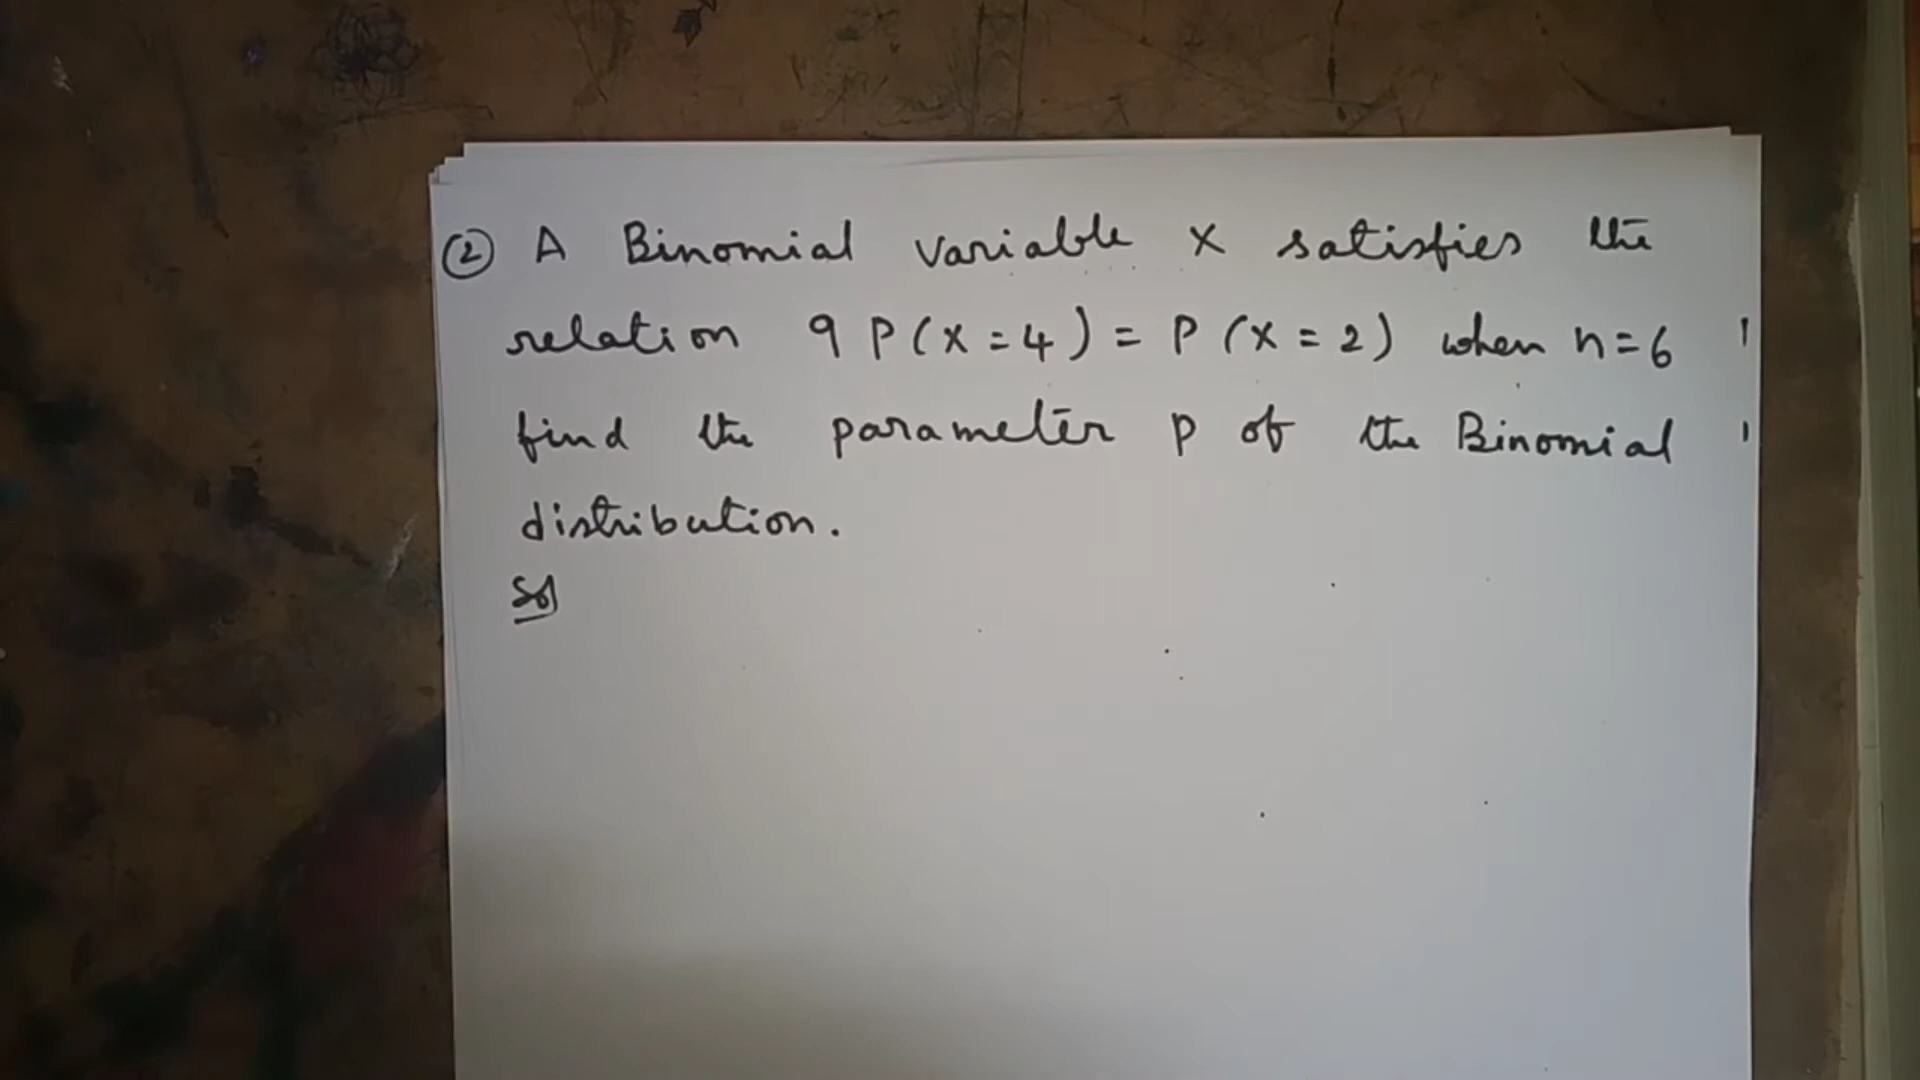 ② A Binomial variable X satisfies the
relation 9 P(X=4) = P(X=2) when n=6
find the parameter P of the Binomial
distribution.
Sol